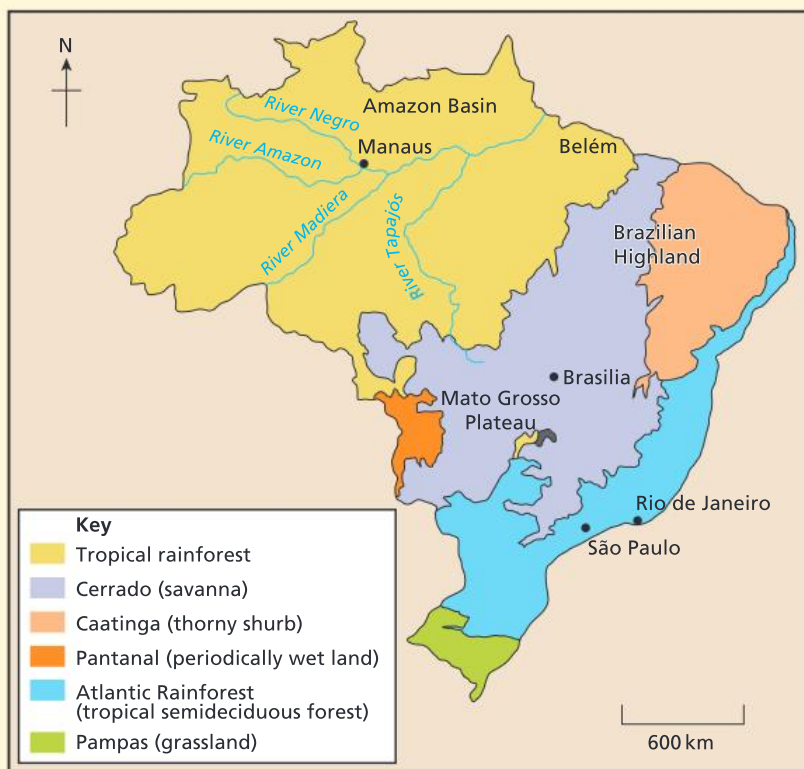 N
Amazon Basin
River Negro
Manaus
River Amazon
Belém
River Madiera
River Tapajós
Brazilian
Highland
Brasilia
Mato Grosso
Plateau
Rio de Janeiro
São Paulo
Key
Tropical rainforest
Cerrado (savanna)
Caatinga (thorny shurb)
Pantanal (periodically wet land)
Atlantic Rainforest
(tropical semideciduous forest)
Pampas (grassland)
600 km